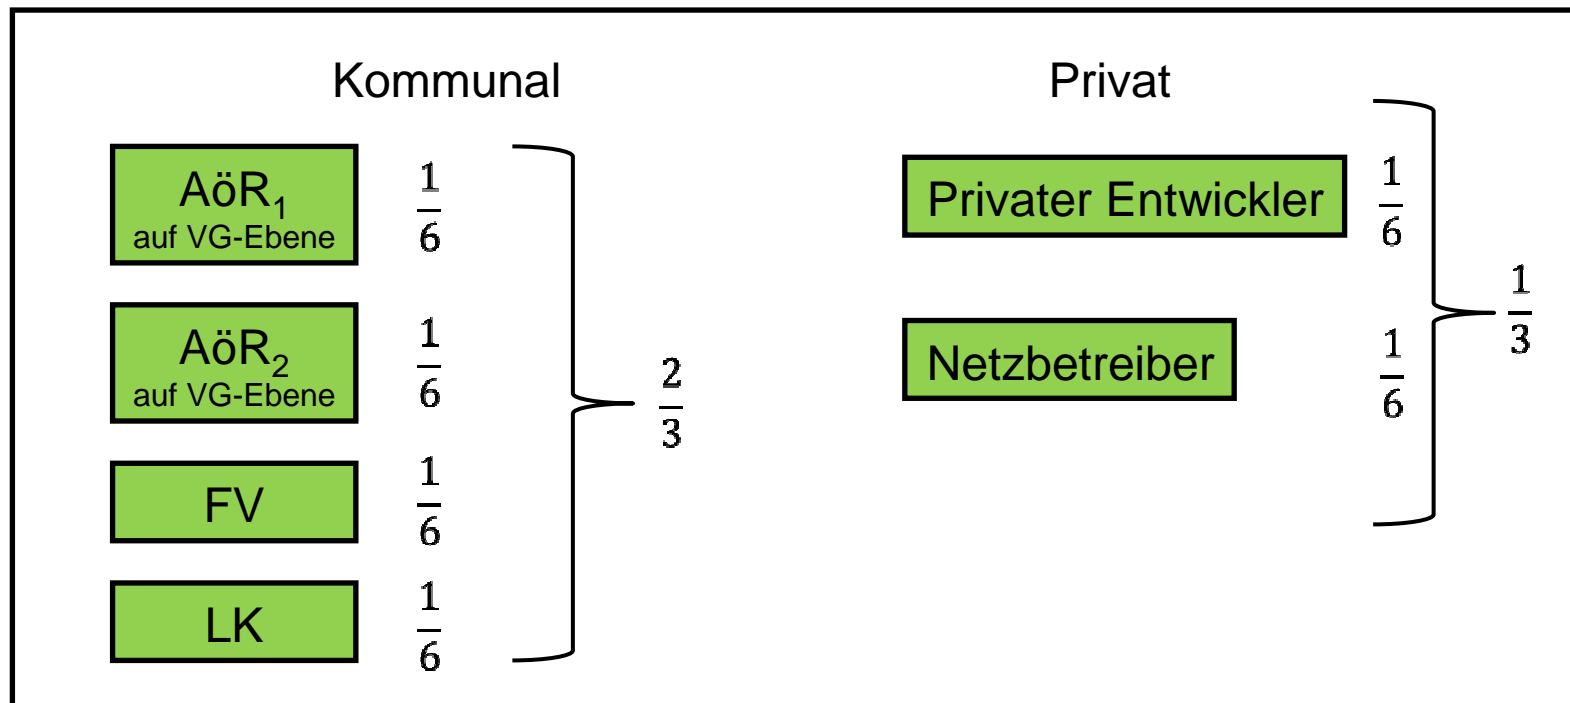 Kommunal
AöR₁
auf VG-Ebene
1/6
AöR₂
auf VG-Ebene
1/6
FV
1/6
LK
1/6
2/3
Privat
Privater Entwickler
1/6
Netzbetreiber
1/6
1/3